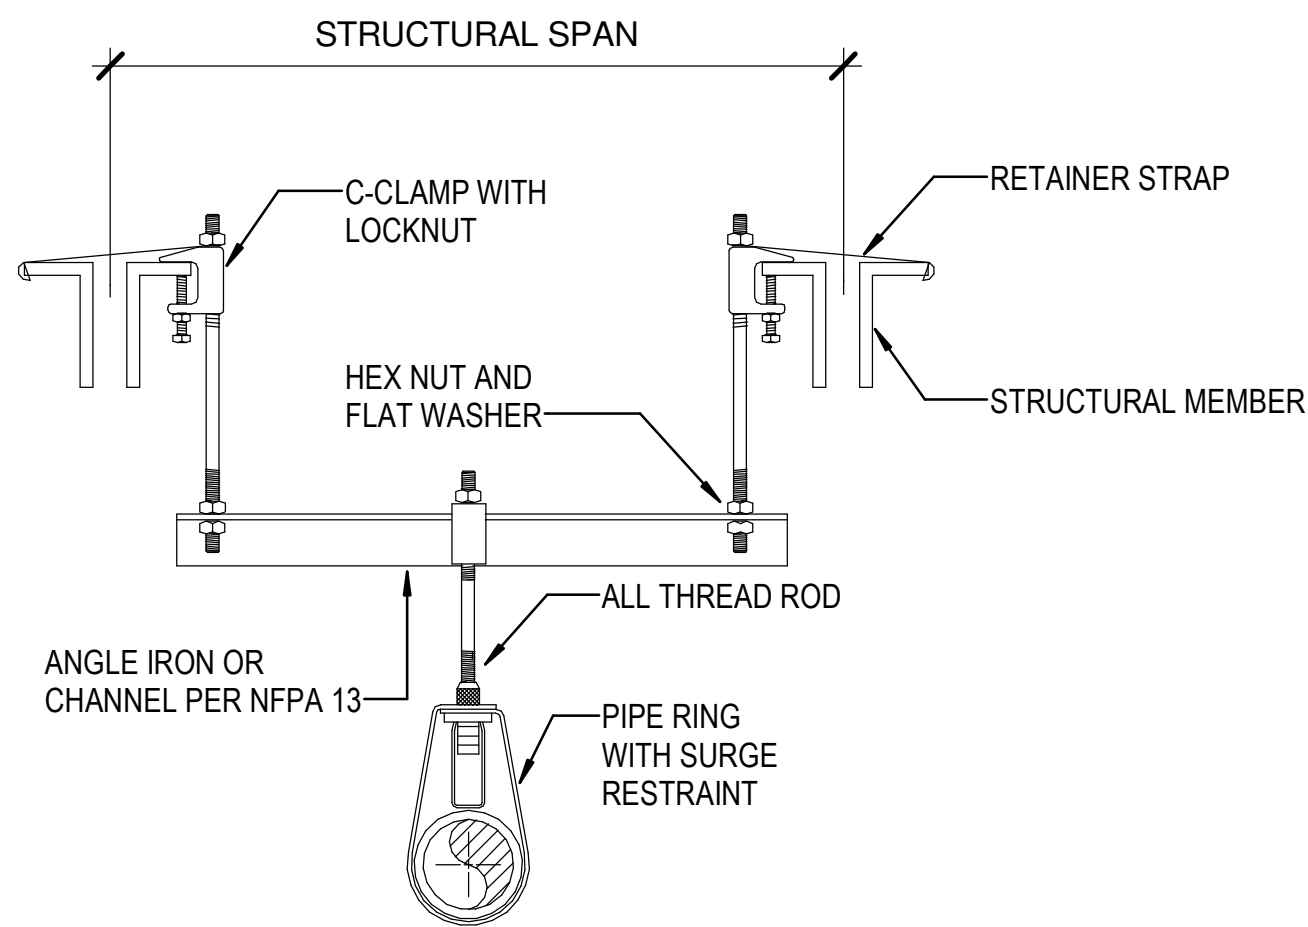 STRUCTURAL SPAN
C-CLAMP WITH
LOCKNUT
RETAINER STRAP
HEX NUT AND
FLAT WASHER
STRUCTURAL MEMBER
ALL THREAD ROD
ANGLE IRON OR
CHANNEL PER NFPA 13
PIPE RING
WITH SURGE
RESTRAINT